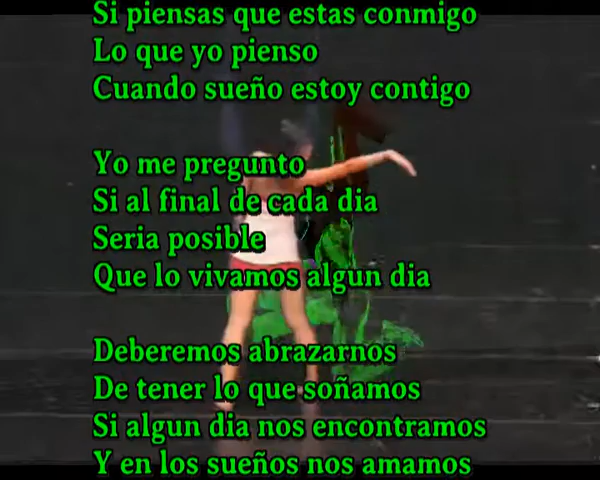 Si piensas que estas conmigo
Lo que yo pienso
Cuando sueño estoy contigo
Yo me pregunto
Si al final de cada dia
Seria posible
Que lo vivamos algun dia
Deberemos abrazarnos
De tener lo que soñamos
Si algun dia nos encontramos
Y en los sueños nos amamos